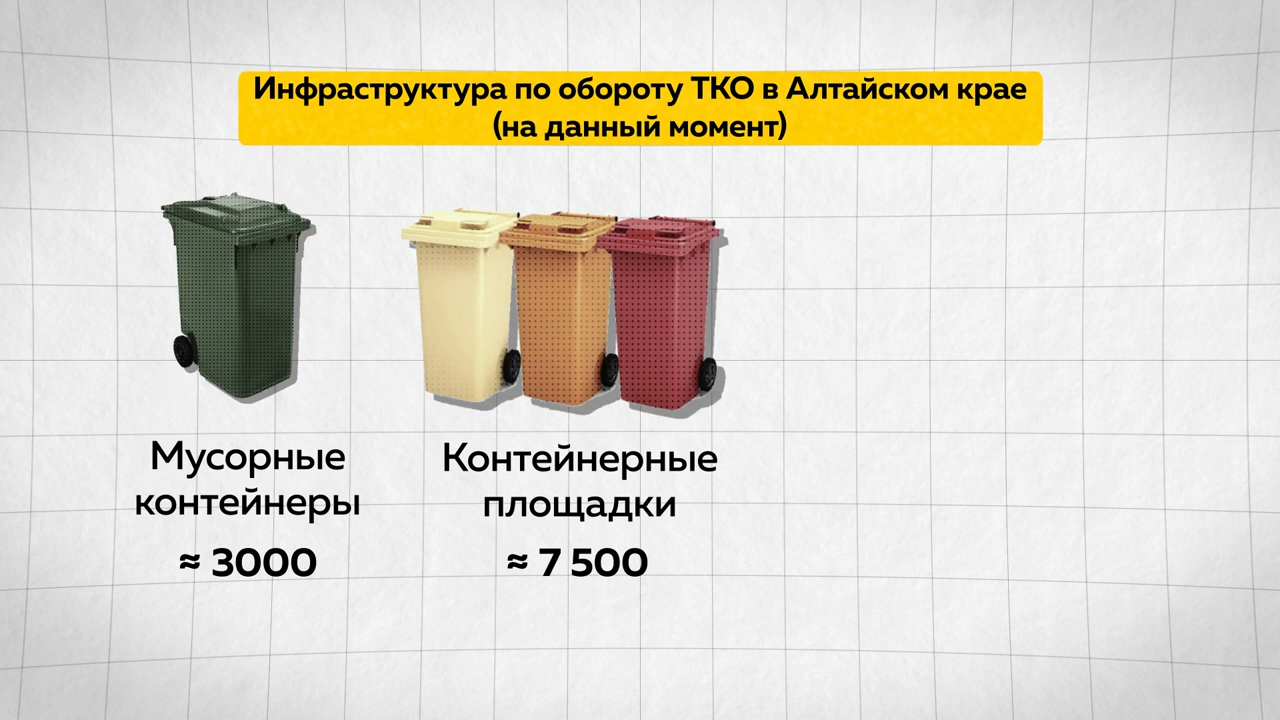 Инфраструктура по обороту ТКО в Алтайском крае
(на данный момент)
Мусорные
контейнеры
≈ 3000
Контейнерные
площадки
≈ 7 500